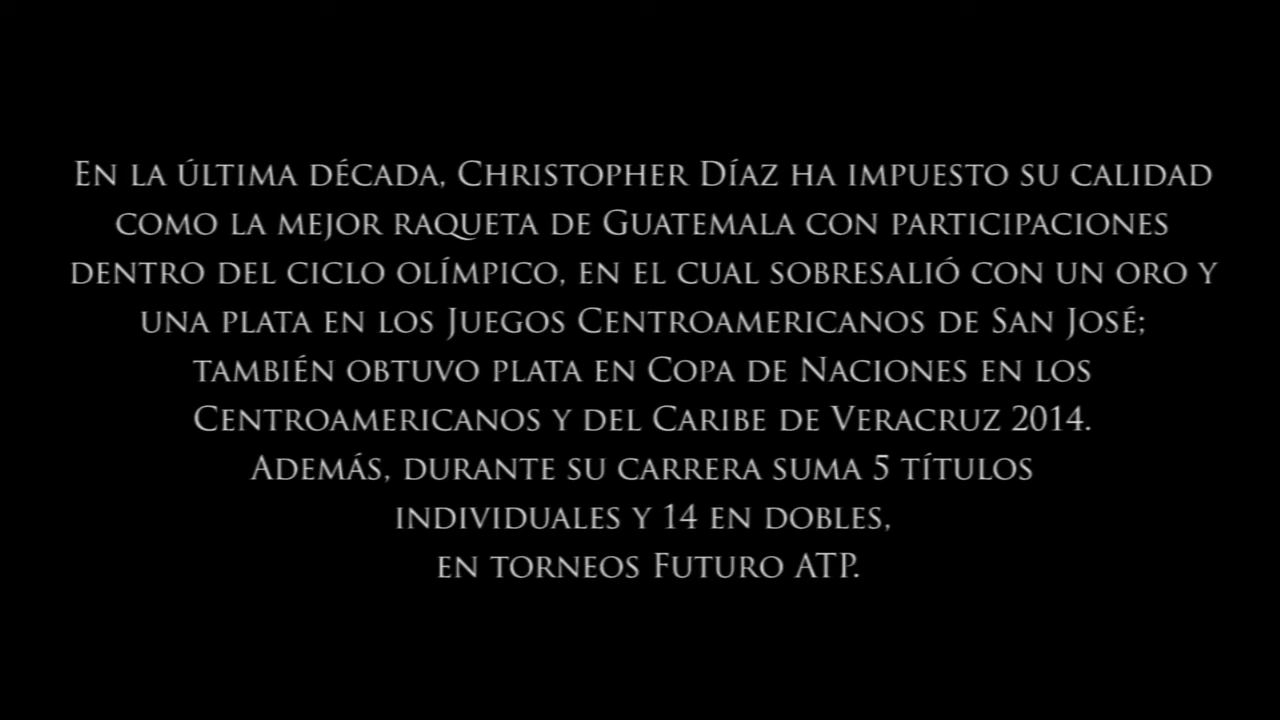 En la última década, Christopher Díaz ha impuesto su calidad
como la mejor raqueta de Guatemala con participaciones
dentro del ciclo olímpico, en el cual sobresalió con un oro y
una plata en los Juegos Centroamericanos de San José;
también obtuvo plata en Copa de Naciones en los
Centroamericanos y del Caribe de Veracruz 2014.
Además, durante su carrera suma 5 títulos
individuales y 14 en dobles,
en torneos Futuro ATP.